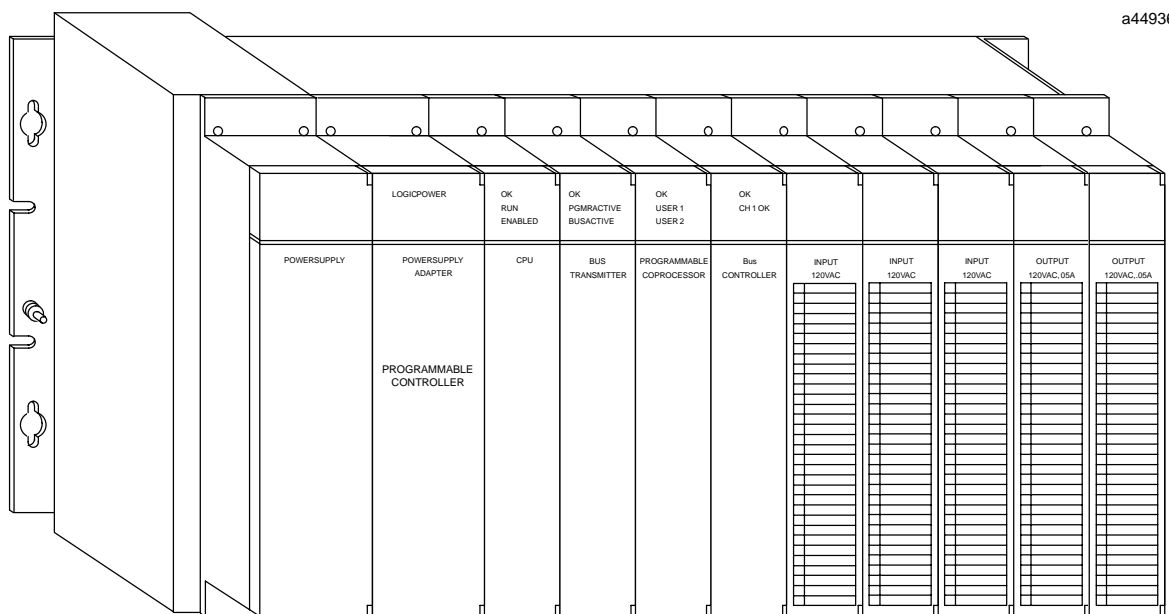 a44936
LOGICPOWER
OK
RUN
ENABLED
OK
PGMRACTIVE
BUSACTIVE
OK
USER 1
USER 2
OK
CH 1 OK
POWERSUPPLY
POWERSUPPLY
ADAPTER
CPU
BUS
TRANSMITTER
PROGRAMMABLE
COPROCESSOR
Bus
CONTROLLER
INPUT
120VAC
INPUT
120VAC
INPUT
120VAC
OUTPUT
120VAC,.05A
OUTPUT
120VAC,..05A
PROGRAMMABLE
CONTROLLER